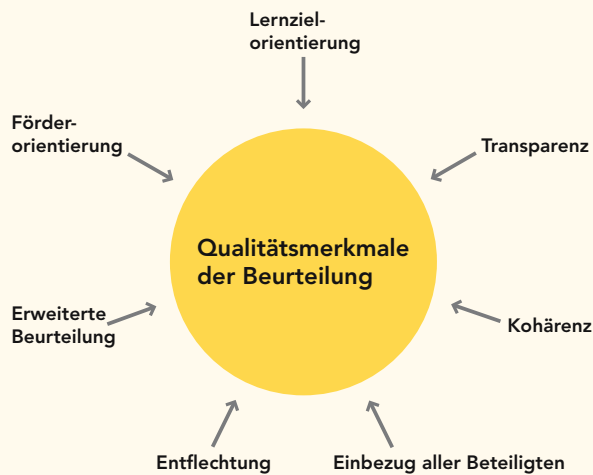 Lernziel-
orientierung
Förder-
orientierung
Transparenz
Qualitätsmerkmale
der Beurteilung
Erweiterte
Beurteilung
Kohärenz
Entflechtung
Einbezug aller Beteiligten